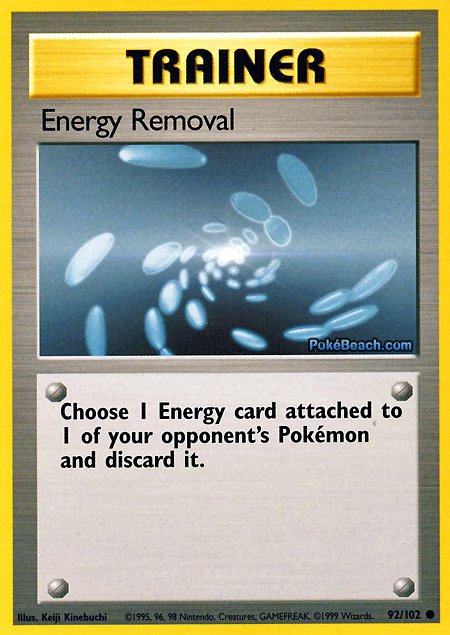 TRAINER
Energy Removal
PokéBeach.com
Choose 1 Energy card attached to
1 of your opponent's Pokémon
and discard it.
Illus. Keiji Kinebuchi ©1995, 96, 98 Nintendo, Creatures, GAMEFREAK. ©1999 Wizards. 92/102 ●